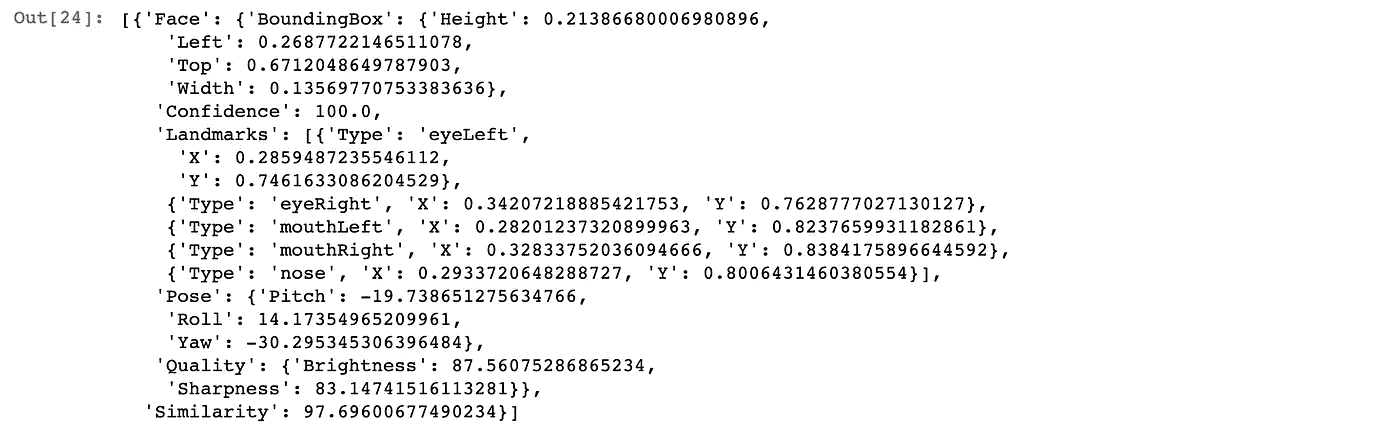 Out[24]: [{'Face': {'BoundingBox': {'Height': 0.21386680006980896,
'Left': 0.2687722146511078,
'Top': 0.6712048649787903,
'Width': 0.13569770753383636},
'Confidence': 100.0,
'Landmarks': [{'Type': 'eyeLeft',
'X': 0.2859487235546112,
'Y': 0.7461633086204529},
{'Type': 'eyeRight', 'X': 0.34207218885421753, 'Y': 0.7628777027130127},
{'Type': 'mouthLeft', 'X': 0.28201237320899963, 'Y': 0.8237659931182861},
{'Type': 'mouthRight', 'X': 0.32833752036094666, 'Y': 0.8384175896644592},
{'Type': 'nose', 'X': 0.2933720648288727, 'Y': 0.8006431460380554}],
'Pose': {'Pitch': -19.738651275634766,
'Roll': 14.17354965209961,
'Yaw': -30.295345306396484},
'Quality': {'Brightness': 87.56075286865234,
'Sharpness': 83.14741516113281}},
'Similarity': 97.69600677490234}]